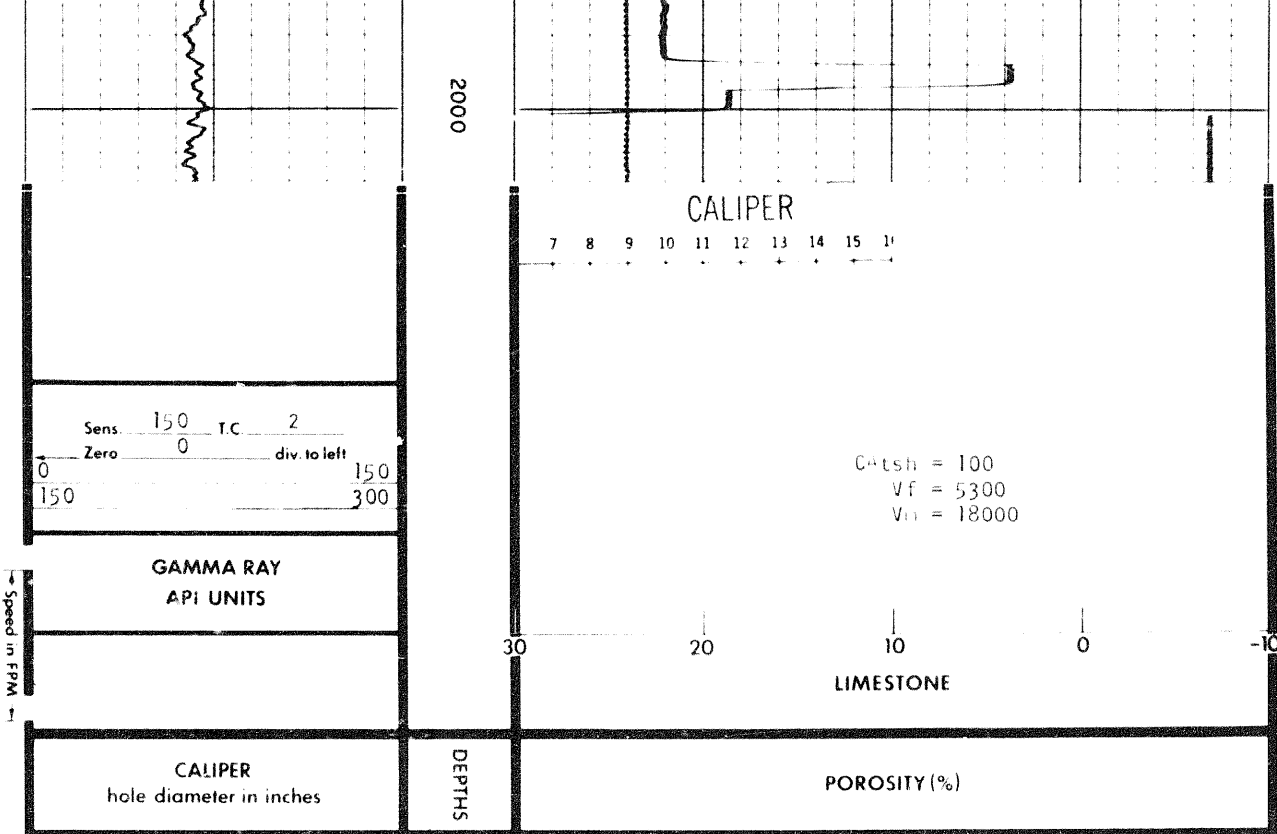 2000
CALIPER
7 8 9 10 11 12 13 14 15
Sens. 150 T.C. 2
Zero 0 div. to left
0 150
150 300
= 100
Vf = 5300
= 18000
GAMMA RAY
API UNITS
← Speed in FPM →
30 20 10 0 -10
LIMESTONE
CALIPER
hole diameter in inches
DEPTHS
POROSITY (%)